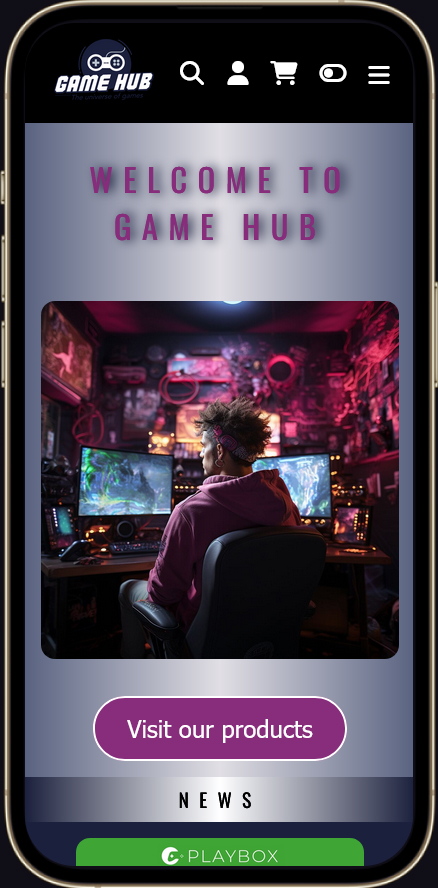 GAME HUB
The universe of games
WELCOME TO
GAME HUB
Visit our products
NEWS
PLAYBOX